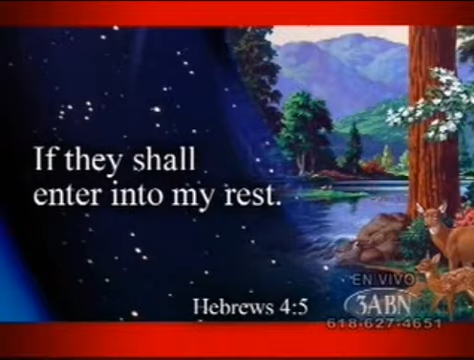 If they shall
enter into my rest.
Hebrews 4:5
EN VIVO
3ABN
618-627-4651